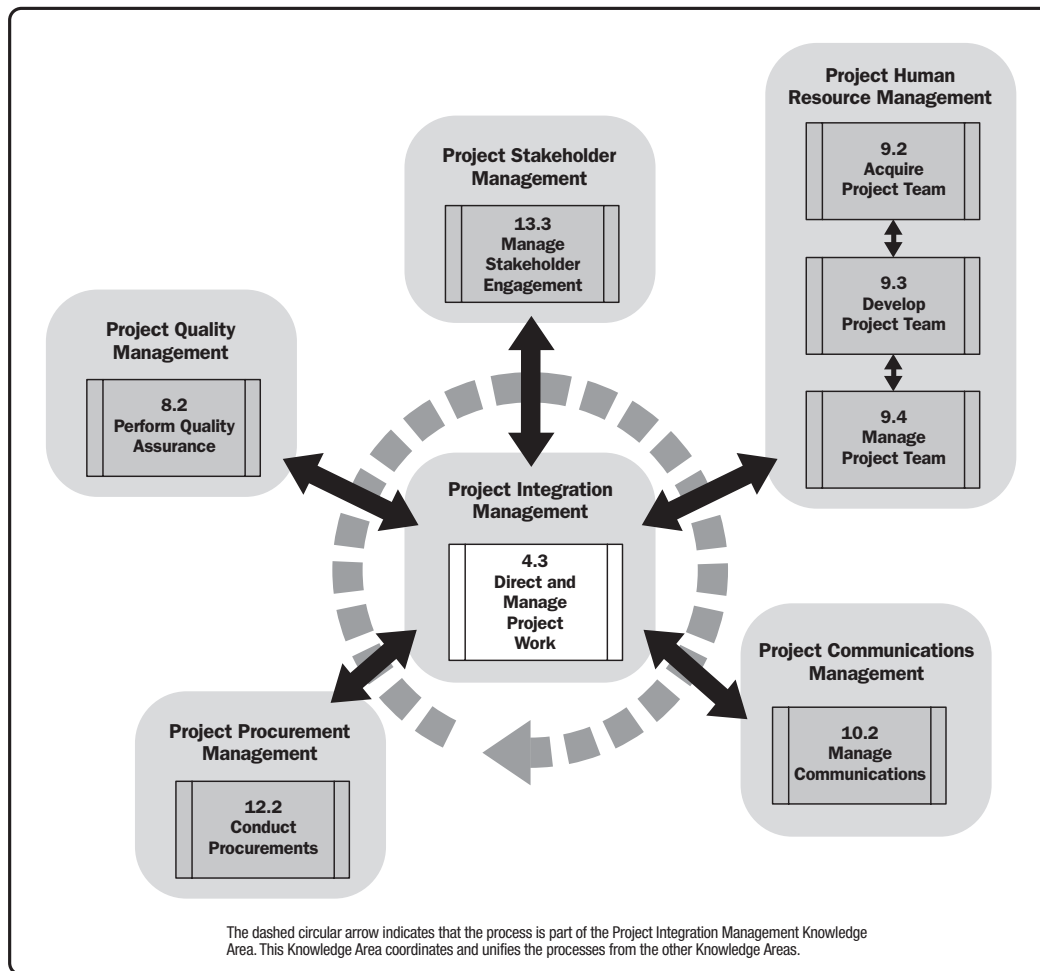 Project Human
Resource Management
9.2
Acquire
Project Team
9.3
Develop
Project Team
9.4
Manage
Project Team
Project Stakeholder
Management
13.3
Manage
Stakeholder
Engagement
Project Quality
Management
8.2
Perform Quality
Assurance
Project Integration
Management
4.3
Direct and
Manage
Project
Work
Project Communications
Management
10.2
Manage
Communications
Project Procurement
Management
12.2
Conduct
Procurements
The dashed circular arrow indicates that the process is part of the Project Integration Management Knowledge
Area. This Knowledge Area coordinates and unifies the processes from the other Knowledge Areas.